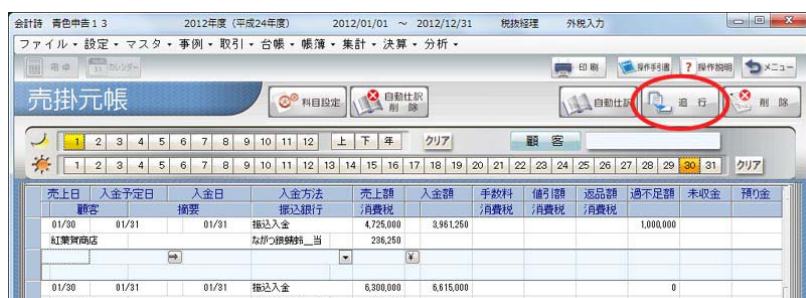 会計詩 青色申告13 2012年度 (平成24年度) 2012/01/01 ～ 2012/12/31 税抜経理 外税入力
ファイル・設定・マスタ・事例・取引・台帳・帳簿・集計・決算・分析・
電卓 カレンダー 印刷 操作手引書 ? 操作説明 メニュー
売掛元帳 科目設定 自動仕訳削除 自動仕訳 追 行 削 除
1 2 3 4 5 6 7 8 9 10 11 12 上 下 年 クリア 顧 客
1 2 3 4 5 6 7 8 9 10 11 12 13 14 15 16 17 18 19 20 21 22 23 24 25 26 27 28 29 30 31 クリア
売上日 入金予定日 入金日 入金方法 売上額 入金額 手数料 値引額 返品額 過不足額 未収金 預り金
顧客 摘要 振込銀行 消費税 消費税 消費税 消費税
01/30 01/31 01/31 振込入金 4,725,000 3,961,250 1,000,000
紅葉賀商店 __当 236,250
¥
01/30 01/31 01/31 振込入金 6,300,000 6,615,000 0